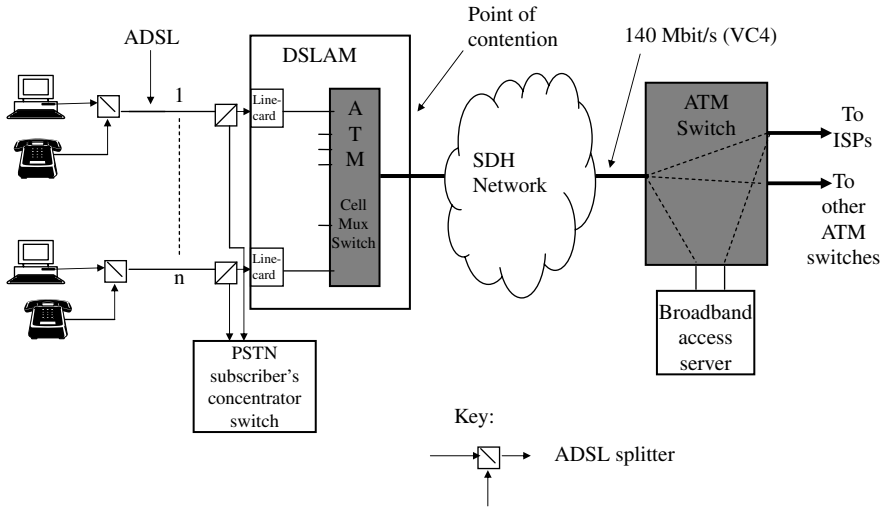 Point of
contention
ADSL
140 Mbit/s (VC4)
DSLAM
1
Line-
card
A
T
M
Cell
Mux
Switch
SDH
Network
ATM
Switch
To
ISPs
To
other
ATM
switches
n
Line-
card
Broadband
access
server
PSTN
subscriber's
concentrator
switch
Key:
ADSL splitter